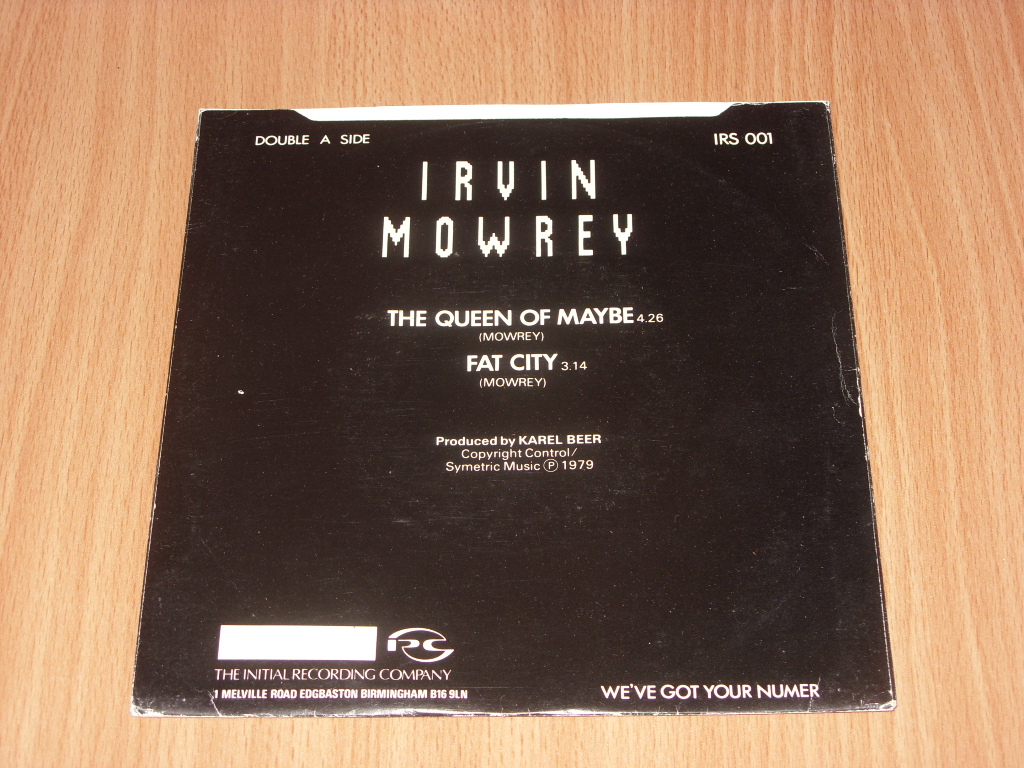 DOUBLE A SIDE
IRS 001
IRVIN
MOWREY
THE QUEEN OF MAYBE 4.26
(MOWREY)
FAT CITY 3.14
(MOWREY)
Produced by KAREL BEER
Copyright Control/
Symetric Music Ⓟ 1979
IRC
THE INITIAL RECORDING COMPANY
1 MELVILLE ROAD EDGBASTON BIRMINGHAM B16 9LN
WE'VE GOT YOUR NUMER